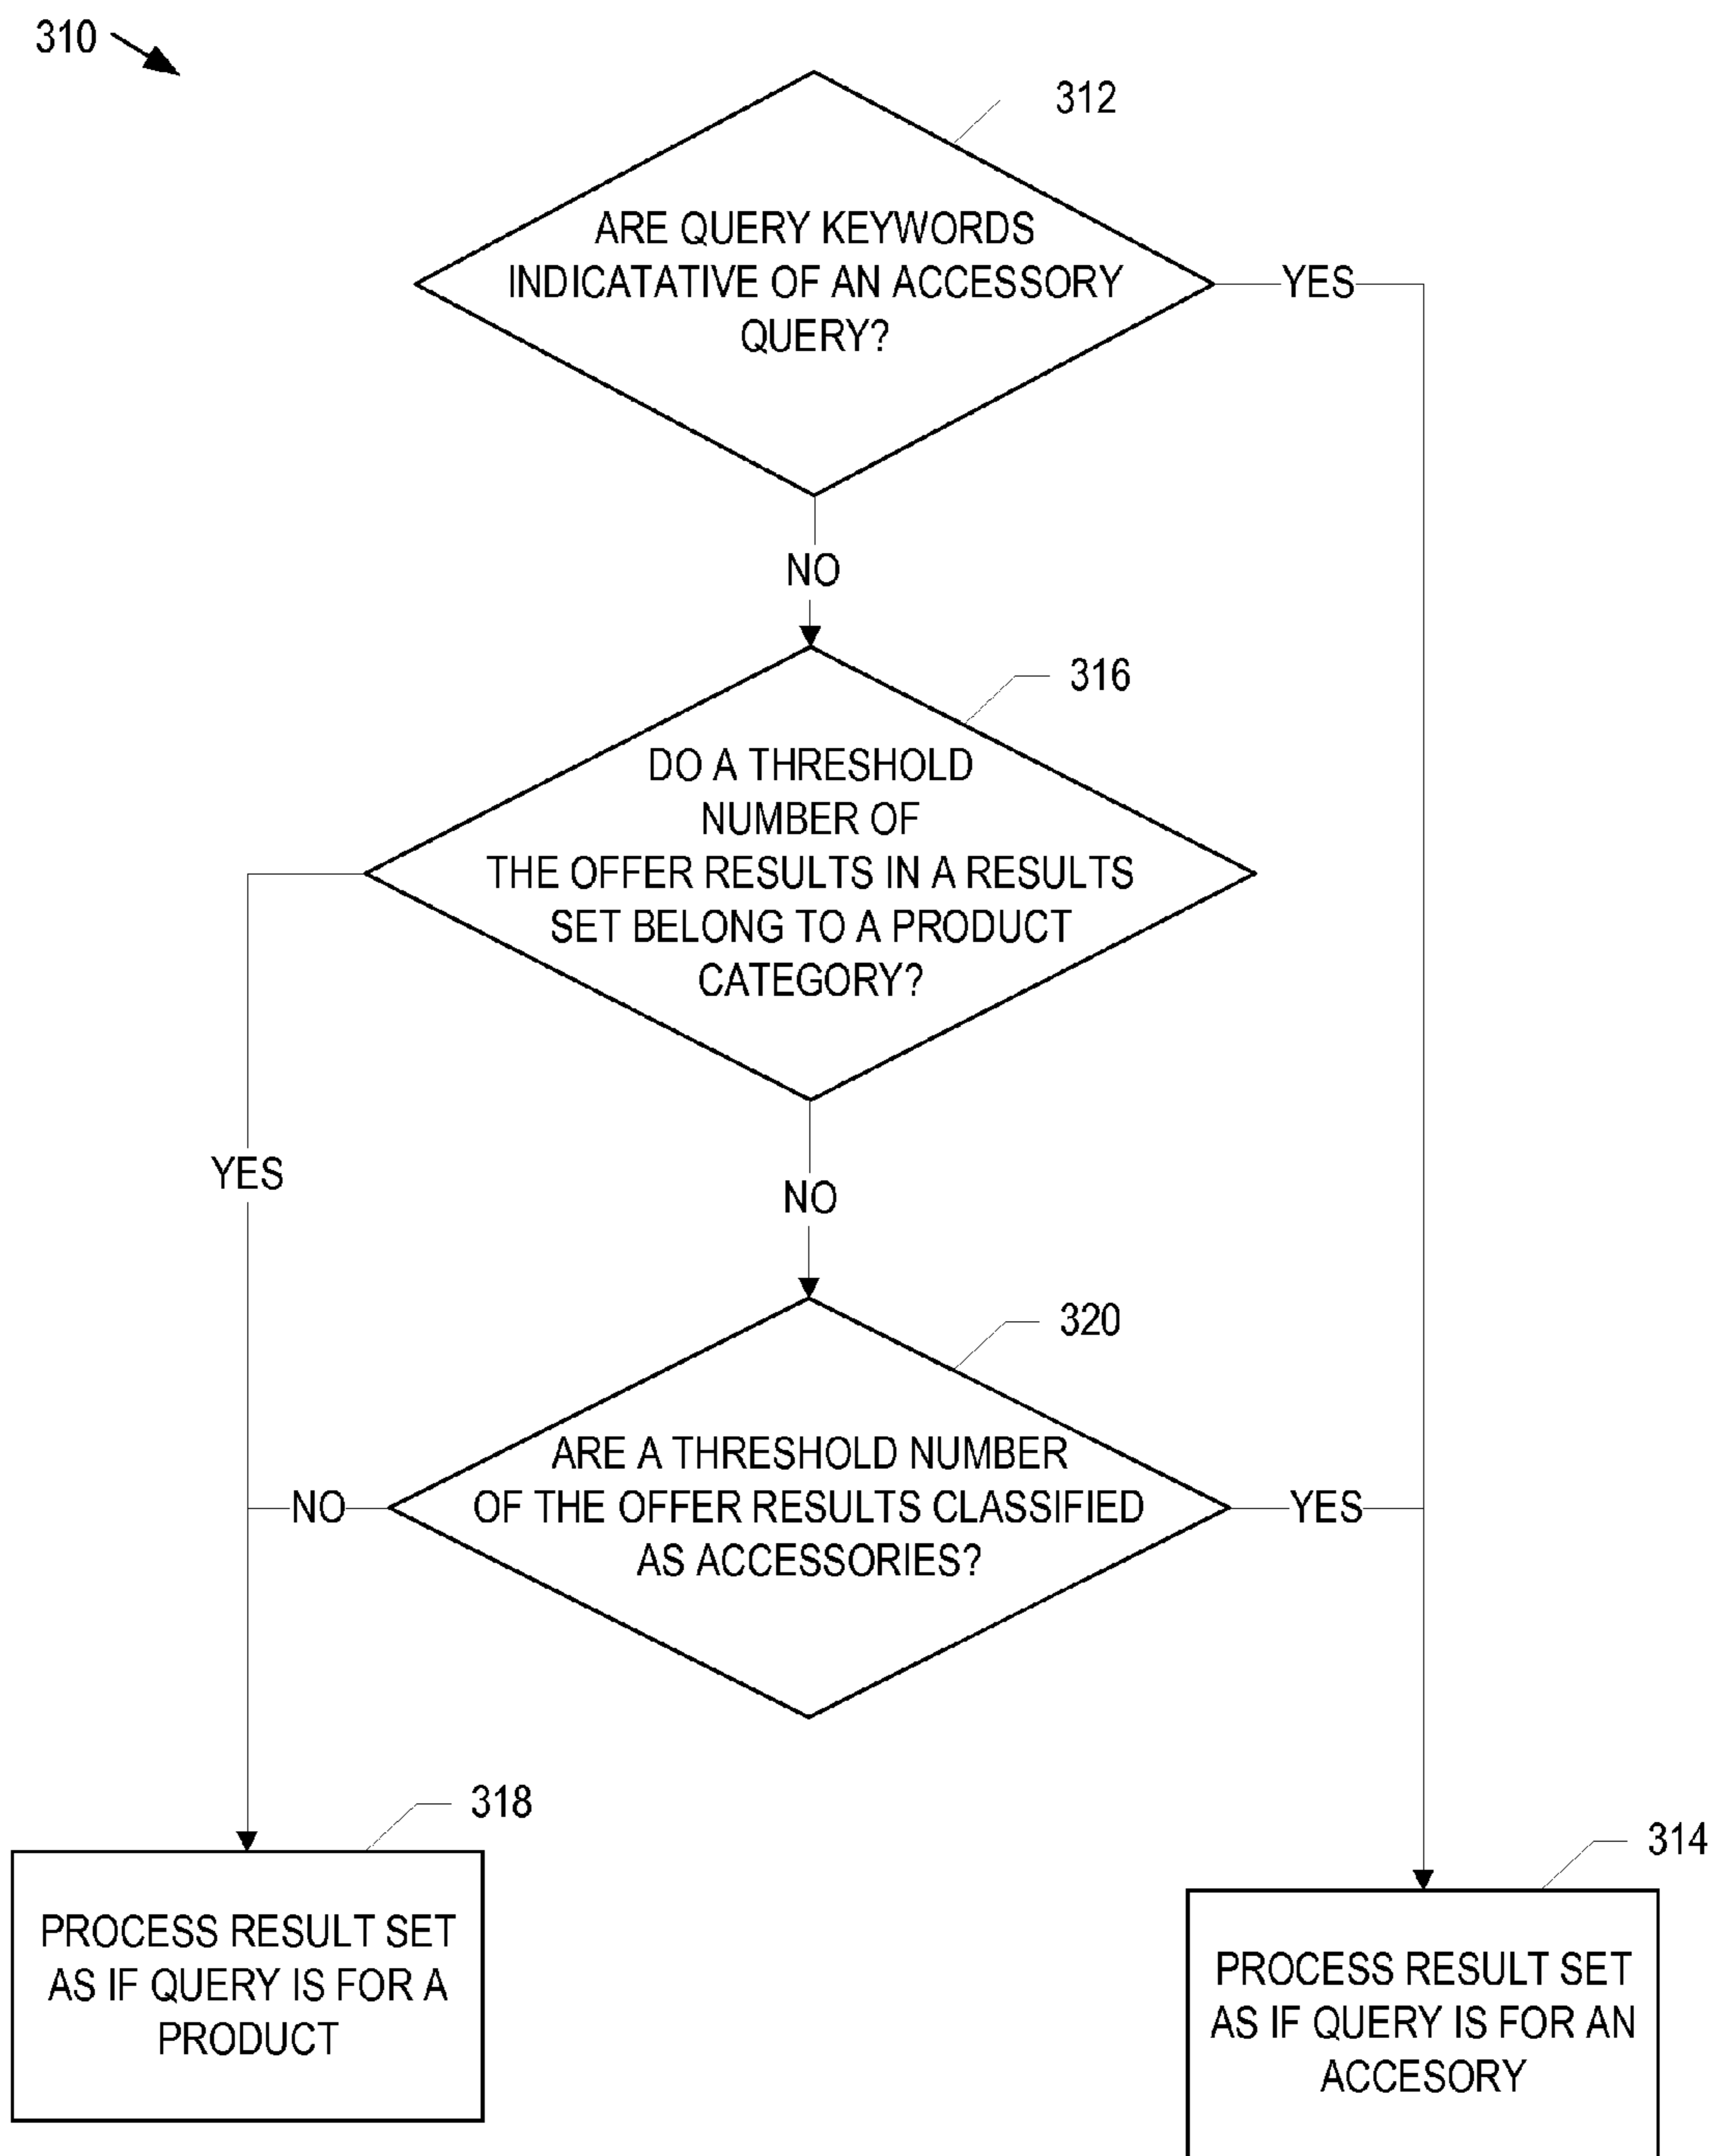 310
312
ARE QUERY KEYWORDS
INDICATATIVE OF AN ACCESSORY
QUERY?
YES
NO
316
DO A THRESHOLD
NUMBER OF
THE OFFER RESULTS IN A RESULTS
SET BELONG TO A PRODUCT
CATEGORY?
YES
NO
320
ARE A THRESHOLD NUMBER
OF THE OFFER RESULTS CLASSIFIED
AS ACCESSORIES?
NO
YES
318
PROCESS RESULT SET
AS IF QUERY IS FOR A
PRODUCT
314
PROCESS RESULT SET
AS IF QUERY IS FOR AN
ACCESORY